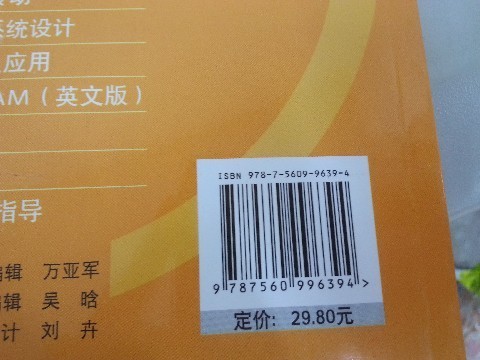 系统设计
应用
AM（英文版）
指导
编辑 万亚军
编辑 吴晗
计 刘卉
ISBN 978-7-5609-9639-4
9 787560 996394 >
定价: 29.80元